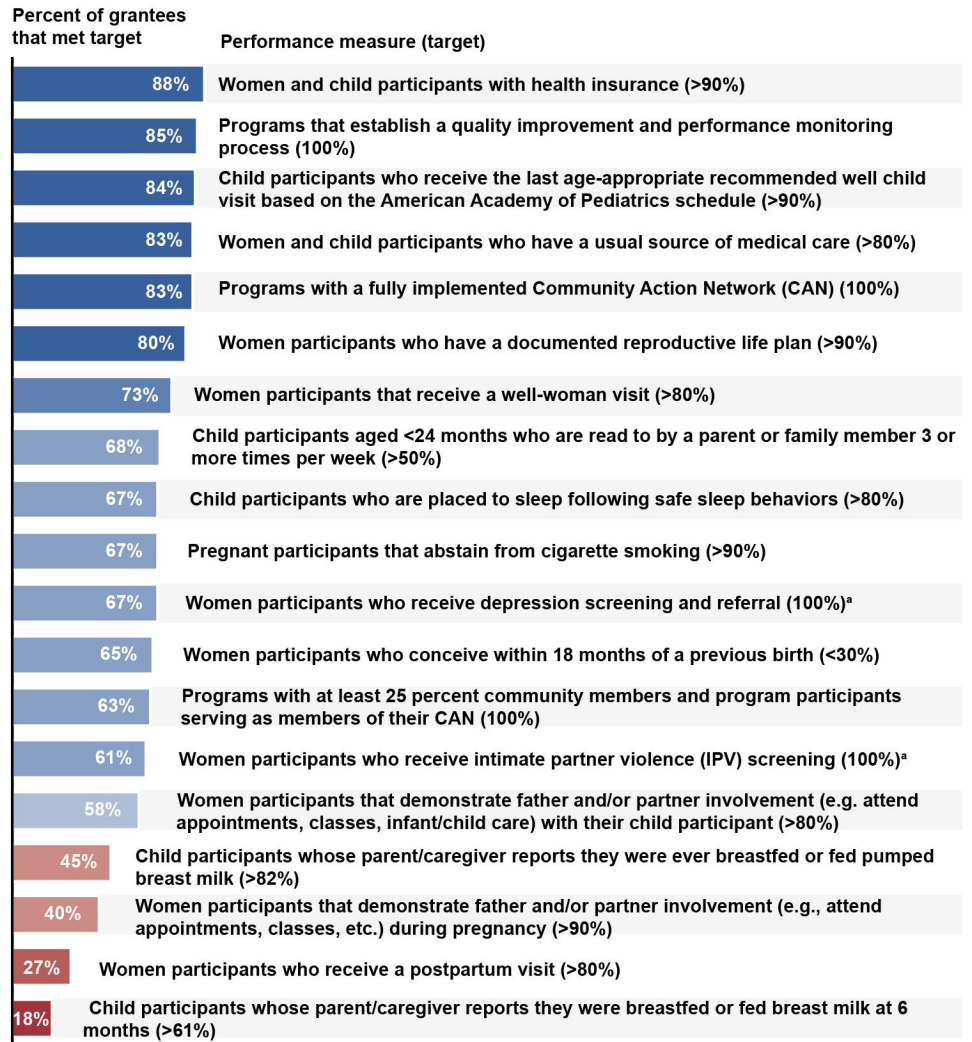 Percent of grantees
that met target
Performance measure (target)
88%
Women and child participants with health insurance (>90%)
85%
Programs that establish a quality improvement and performance monitoring
process (100%)
84%
Child participants who receive the last age-appropriate recommended well child
visit based on the American Academy of Pediatrics schedule (>90%)
83%
Women and child participants who have a usual source of medical care (>80%)
83%
Programs with a fully implemented Community Action Network (CAN) (100%)
80%
Women participants who have a documented reproductive life plan (>90%)
73%
Women participants that receive a well-woman visit (>80%)
68%
Child participants aged <24 months who are read to by a parent or family member 3 or
more times per week (>50%)
67%
Child participants who are placed to sleep following safe sleep behaviors (>80%)
67%
Pregnant participants that abstain from cigarette smoking (>90%)
67%
Women participants who receive depression screening and referral (100%)ᵃ
65%
Women participants who conceive within 18 months of a previous birth (<30%)
63%
Programs with at least 25 percent community members and program participants
serving as members of their CAN (100%)
61%
Women participants who receive intimate partner violence (IPV) screening (100%)ᵃ
58%
Women participants that demonstrate father and/or partner involvement (e.g. attend
appointments, classes, infant/child care) with their child participant (>80%)
45%
Child participants whose parent/caregiver reports they were ever breastfed or fed pumped
breast milk (>82%)
40%
Women participants that demonstrate father and/or partner involvement (e.g., attend
appointments, classes, etc.) during pregnancy (>90%)
27%
Women participants who receive a postpartum visit (>80%)
18%
Child participants whose parent/caregiver reports they were breastfed or fed breast milk at 6
months (>61%)